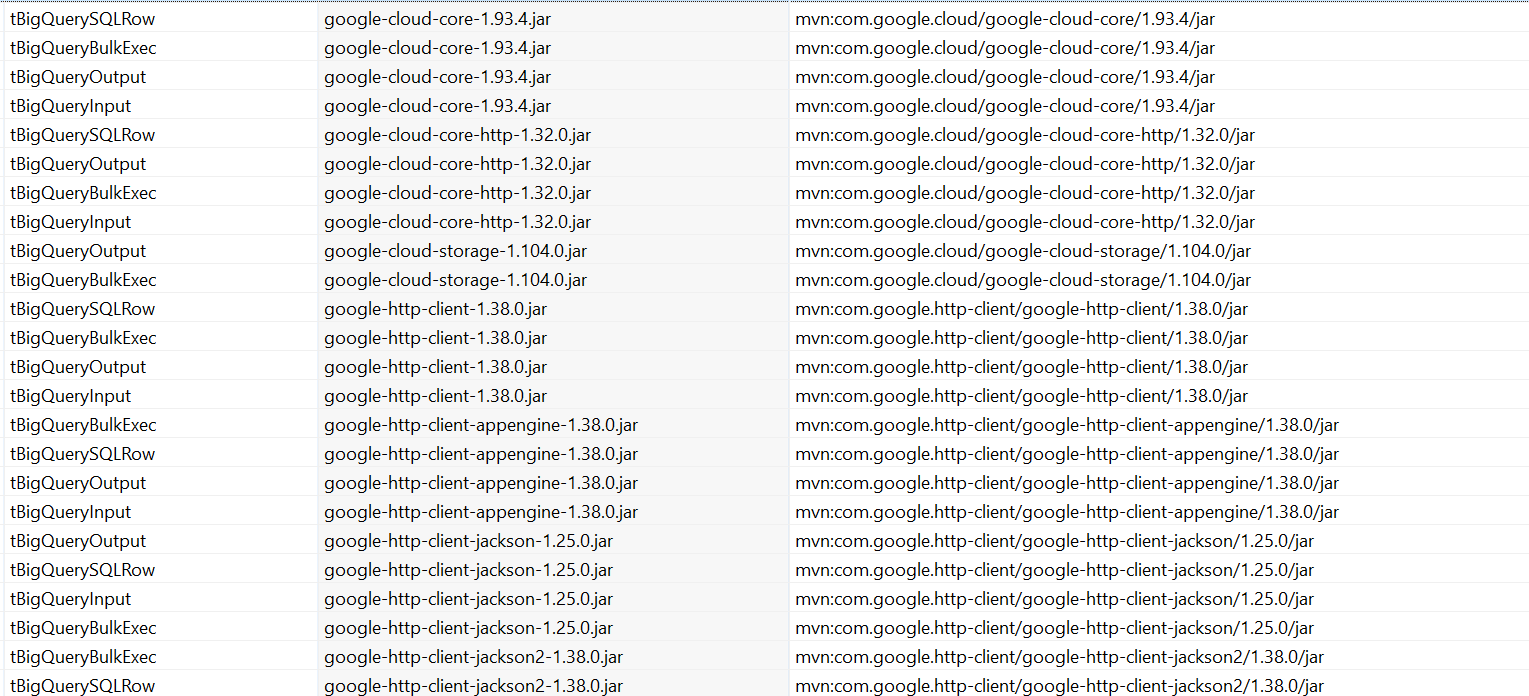 tBigQuerySQLRow google-cloud-core-1.93.4.jar mvn:com.google.cloud/google-cloud-core/1.93.4/jar
tBigQueryBulkExec google-cloud-core-1.93.4.jar mvn:com.google.cloud/google-cloud-core/1.93.4/jar
tBigQueryOutput google-cloud-core-1.93.4.jar mvn:com.google.cloud/google-cloud-core/1.93.4/jar
tBigQueryInput google-cloud-core-1.93.4.jar mvn:com.google.cloud/google-cloud-core/1.93.4/jar
tBigQuerySQLRow google-cloud-core-http-1.32.0.jar mvn:com.google.cloud/google-cloud-core-http/1.32.0/jar
tBigQueryOutput google-cloud-core-http-1.32.0.jar mvn:com.google.cloud/google-cloud-core-http/1.32.0/jar
tBigQueryBulkExec google-cloud-core-http-1.32.0.jar mvn:com.google.cloud/google-cloud-core-http/1.32.0/jar
tBigQueryInput google-cloud-core-http-1.32.0.jar mvn:com.google.cloud/google-cloud-core-http/1.32.0/jar
tBigQueryOutput google-cloud-storage-1.104.0.jar mvn:com.google.cloud/google-cloud-storage/1.104.0/jar
tBigQueryBulkExec google-cloud-storage-1.104.0.jar mvn:com.google.cloud/google-cloud-storage/1.104.0/jar
tBigQuerySQLRow google-http-client-1.38.0.jar mvn:com.google.http-client/google-http-client/1.38.0/jar
tBigQueryBulkExec google-http-client-1.38.0.jar mvn:com.google.http-client/google-http-client/1.38.0/jar
tBigQueryOutput google-http-client-1.38.0.jar mvn:com.google.http-client/google-http-client/1.38.0/jar
tBigQueryInput google-http-client-1.38.0.jar mvn:com.google.http-client/google-http-client/1.38.0/jar
tBigQueryBulkExec google-http-client-appengine-1.38.0.jar mvn:com.google.http-client/google-http-client-appengine/1.38.0/jar
tBigQuerySQLRow google-http-client-appengine-1.38.0.jar mvn:com.google.http-client/google-http-client-appengine/1.38.0/jar
tBigQueryOutput google-http-client-appengine-1.38.0.jar mvn:com.google.http-client/google-http-client-appengine/1.38.0/jar
tBigQueryInput google-http-client-appengine-1.38.0.jar mvn:com.google.http-client/google-http-client-appengine/1.38.0/jar
tBigQueryOutput google-http-client-jackson-1.25.0.jar mvn:com.google.http-client/google-http-client-jackson/1.25.0/jar
tBigQuerySQLRow google-http-client-jackson-1.25.0.jar mvn:com.google.http-client/google-http-client-jackson/1.25.0/jar
tBigQueryInput google-http-client-jackson-1.25.0.jar mvn:com.google.http-client/google-http-client-jackson/1.25.0/jar
tBigQueryBulkExec google-http-client-jackson-1.25.0.jar mvn:com.google.http-client/google-http-client-jackson/1.25.0/jar
tBigQueryBulkExec google-http-client-jackson2-1.38.0.jar mvn:com.google.http-client/google-http-client-jackson2/1.38.0/jar
tBigQuerySQLRow google-http-client-jackson2-1.38.0.jar mvn:com.google.http-client/google-http-client-jackson2/1.38.0/jar